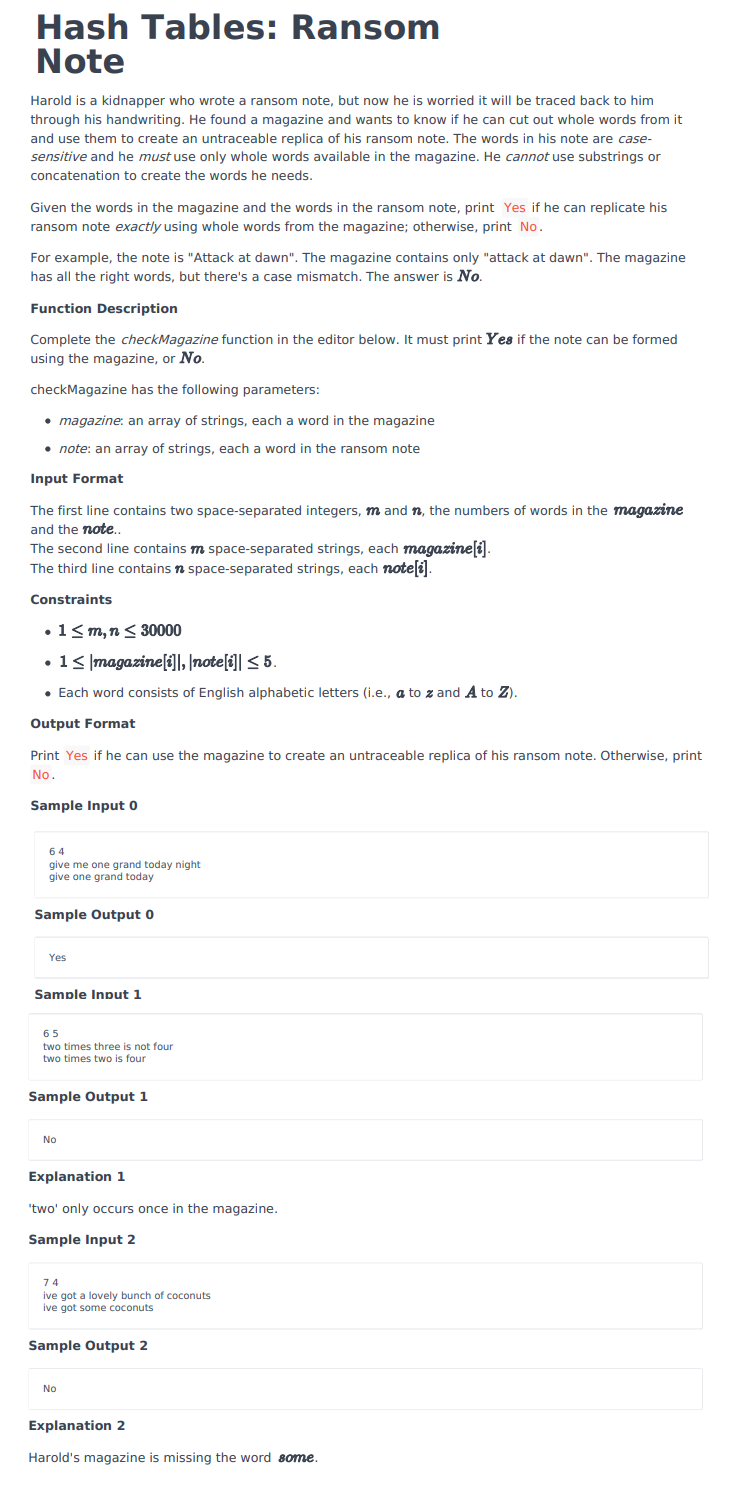 Hash Tables: Ransom
Note
Harold is a kidnapper who wrote a ransom note, but now he is worried it will be traced back to him
through his handwriting. He found a magazine and wants to know if he can cut out whole words from it
and use them to create an untraceable replica of his ransom note. The words in his note are case-
sensitive and he must use only whole words available in the magazine. He cannot use substrings or
concatenation to create the words he needs.
Given the words in the magazine and the words in the ransom note, print Yes if he can replicate his
ransom note exactly using whole words from the magazine; otherwise, print No.
For example, the note is "Attack at dawn". The magazine contains only "attack at dawn". The magazine
has all the right words, but there's a case mismatch. The answer is No.
Function Description
Complete the checkMagazine function in the editor below. It must print Yes if the note can be formed
using the magazine, or No.
checkMagazine has the following parameters:
• magazine: an array of strings, each a word in the magazine
• note: an array of strings, each a word in the ransom note
Input Format
The first line contains two space-separated integers, m and n, the numbers of words in the magazine
and the note..
The second line contains m space-separated strings, each magazine[i].
The third line contains n space-separated strings, each note[i].
Constraints
• 1 ≤ m, n ≤ 30000
• 1 ≤ |magazine[i]|, |note[i]| ≤ 5.
• Each word consists of English alphabetic letters (i.e., a to z and A to Z).
Output Format
Print Yes if he can use the magazine to create an untraceable replica of his ransom note. Otherwise, print
No.
Sample Input 0
6 4
give me one grand today night
give one grand today
Sample Output 0
Yes
Sample Input 1
6 5
two times three is not four
two times two is four
Sample Output 1
No
Explanation 1
'two' only occurs once in the magazine.
Sample Input 2
7 4
ive got a lovely bunch of coconuts
ive got some coconuts
Sample Output 2
No
Explanation 2
Harold's magazine is missing the word some.